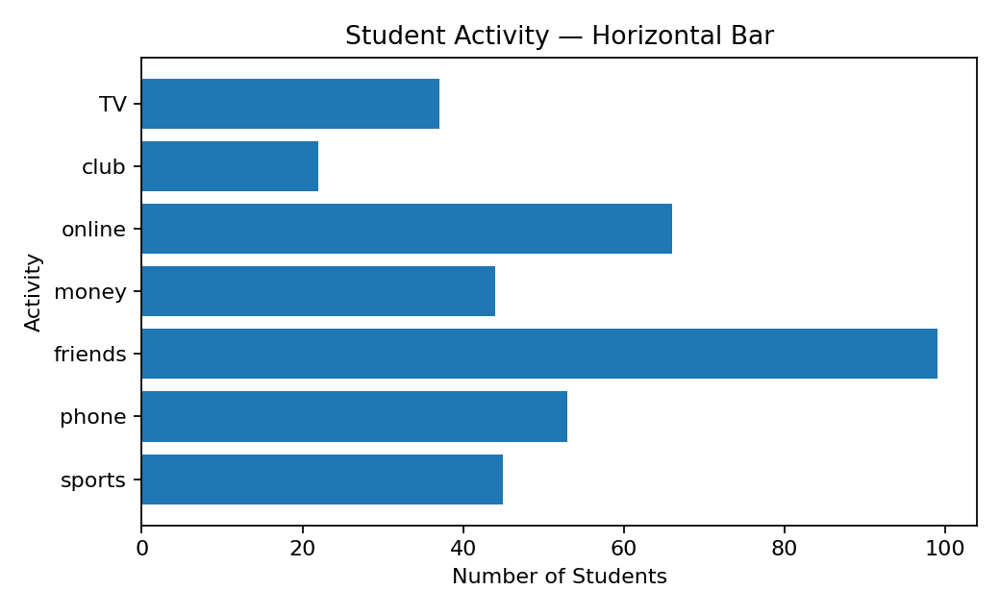 Student Activity — Horizontal Bar
Activity
TV
club
online
money
friends
phone
sports
0 20 40 60 80 100
Number of Students